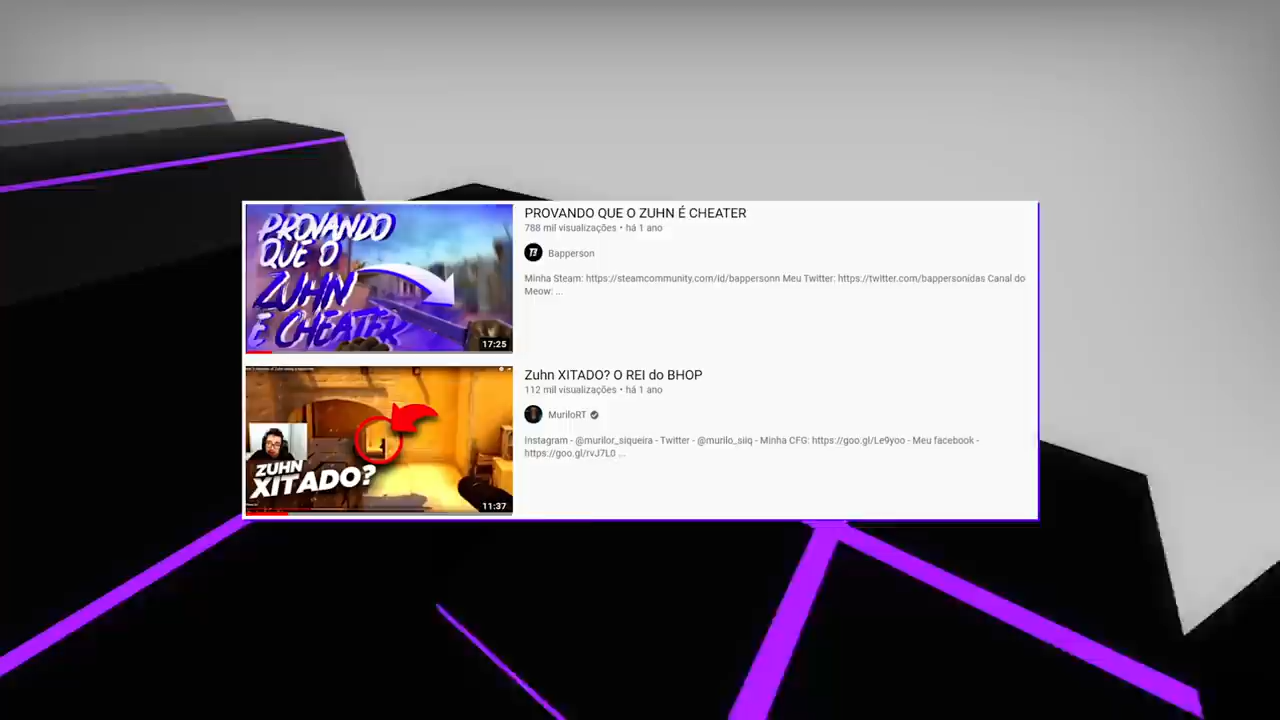 PROVANDO
QUE O
ZUHN
É CHEATER
17:25
PROVANDO QUE O ZUHN É CHEATER
788 mil visualizações • há 1 ano
Bapperson
Minha Steam: https://steamcommunity.com/id/bappersonn Meu Twitter: https://twitter.com/bappersonidas Canal do
Meow: ...
ZUHN
XITADO?
11:37
Zuhn XITADO? O REI do BHOP
112 mil visualizações • há 1 ano
MuriloRT
Instagram - @murilor_siqueira - Twitter - @murilo_siiq - Minha CFG: https://goo.gl/Le9yoo - Meu facebook -
https://goo.gl/rvJ7L0 ...